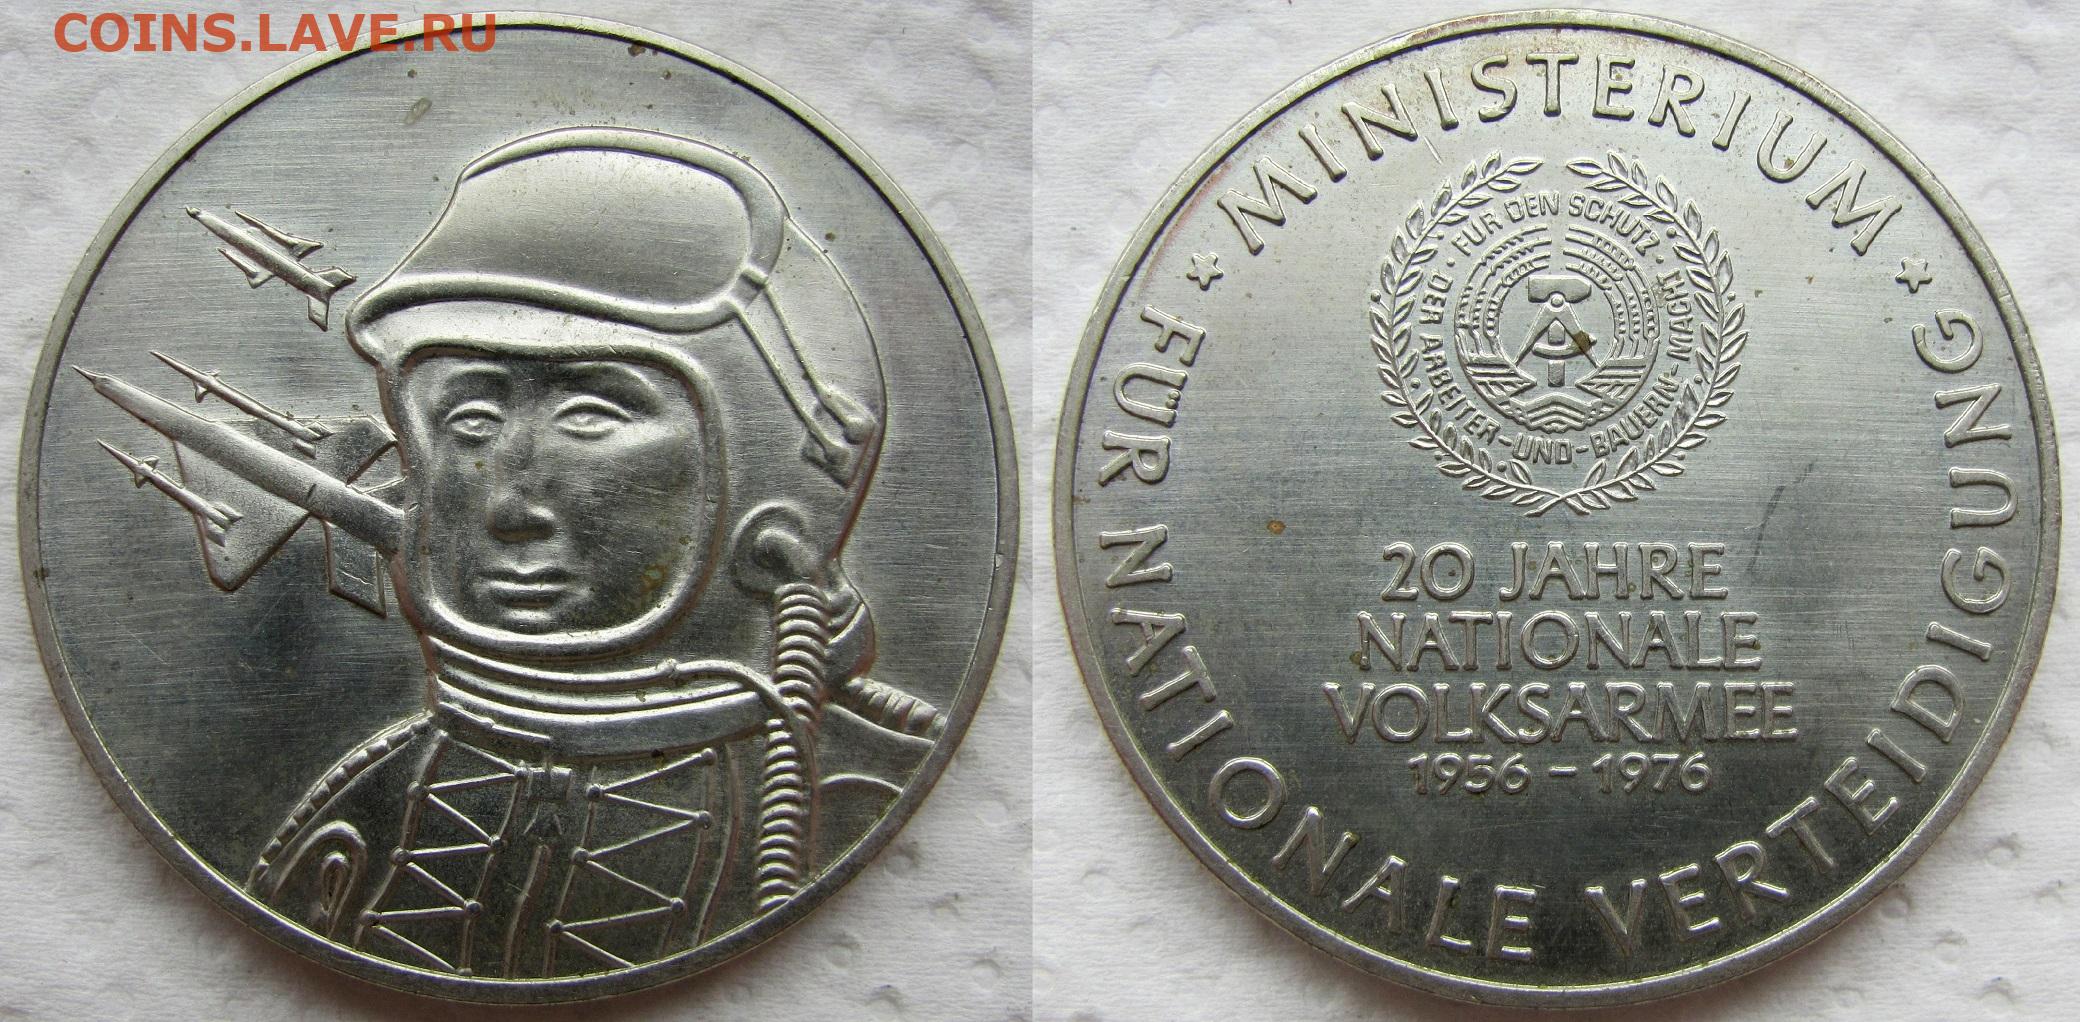 COINS.LAVE.RU
* MINISTERIUM *
FÜR NATIONALE VERTEIDIGUNG
· FÜR DEN SCHUTZ ·
DER ARBEITER-UND-BAUERN-MACHT
20 JAHRE
NATIONALE
VOLKSARMEE
1956 - 1976